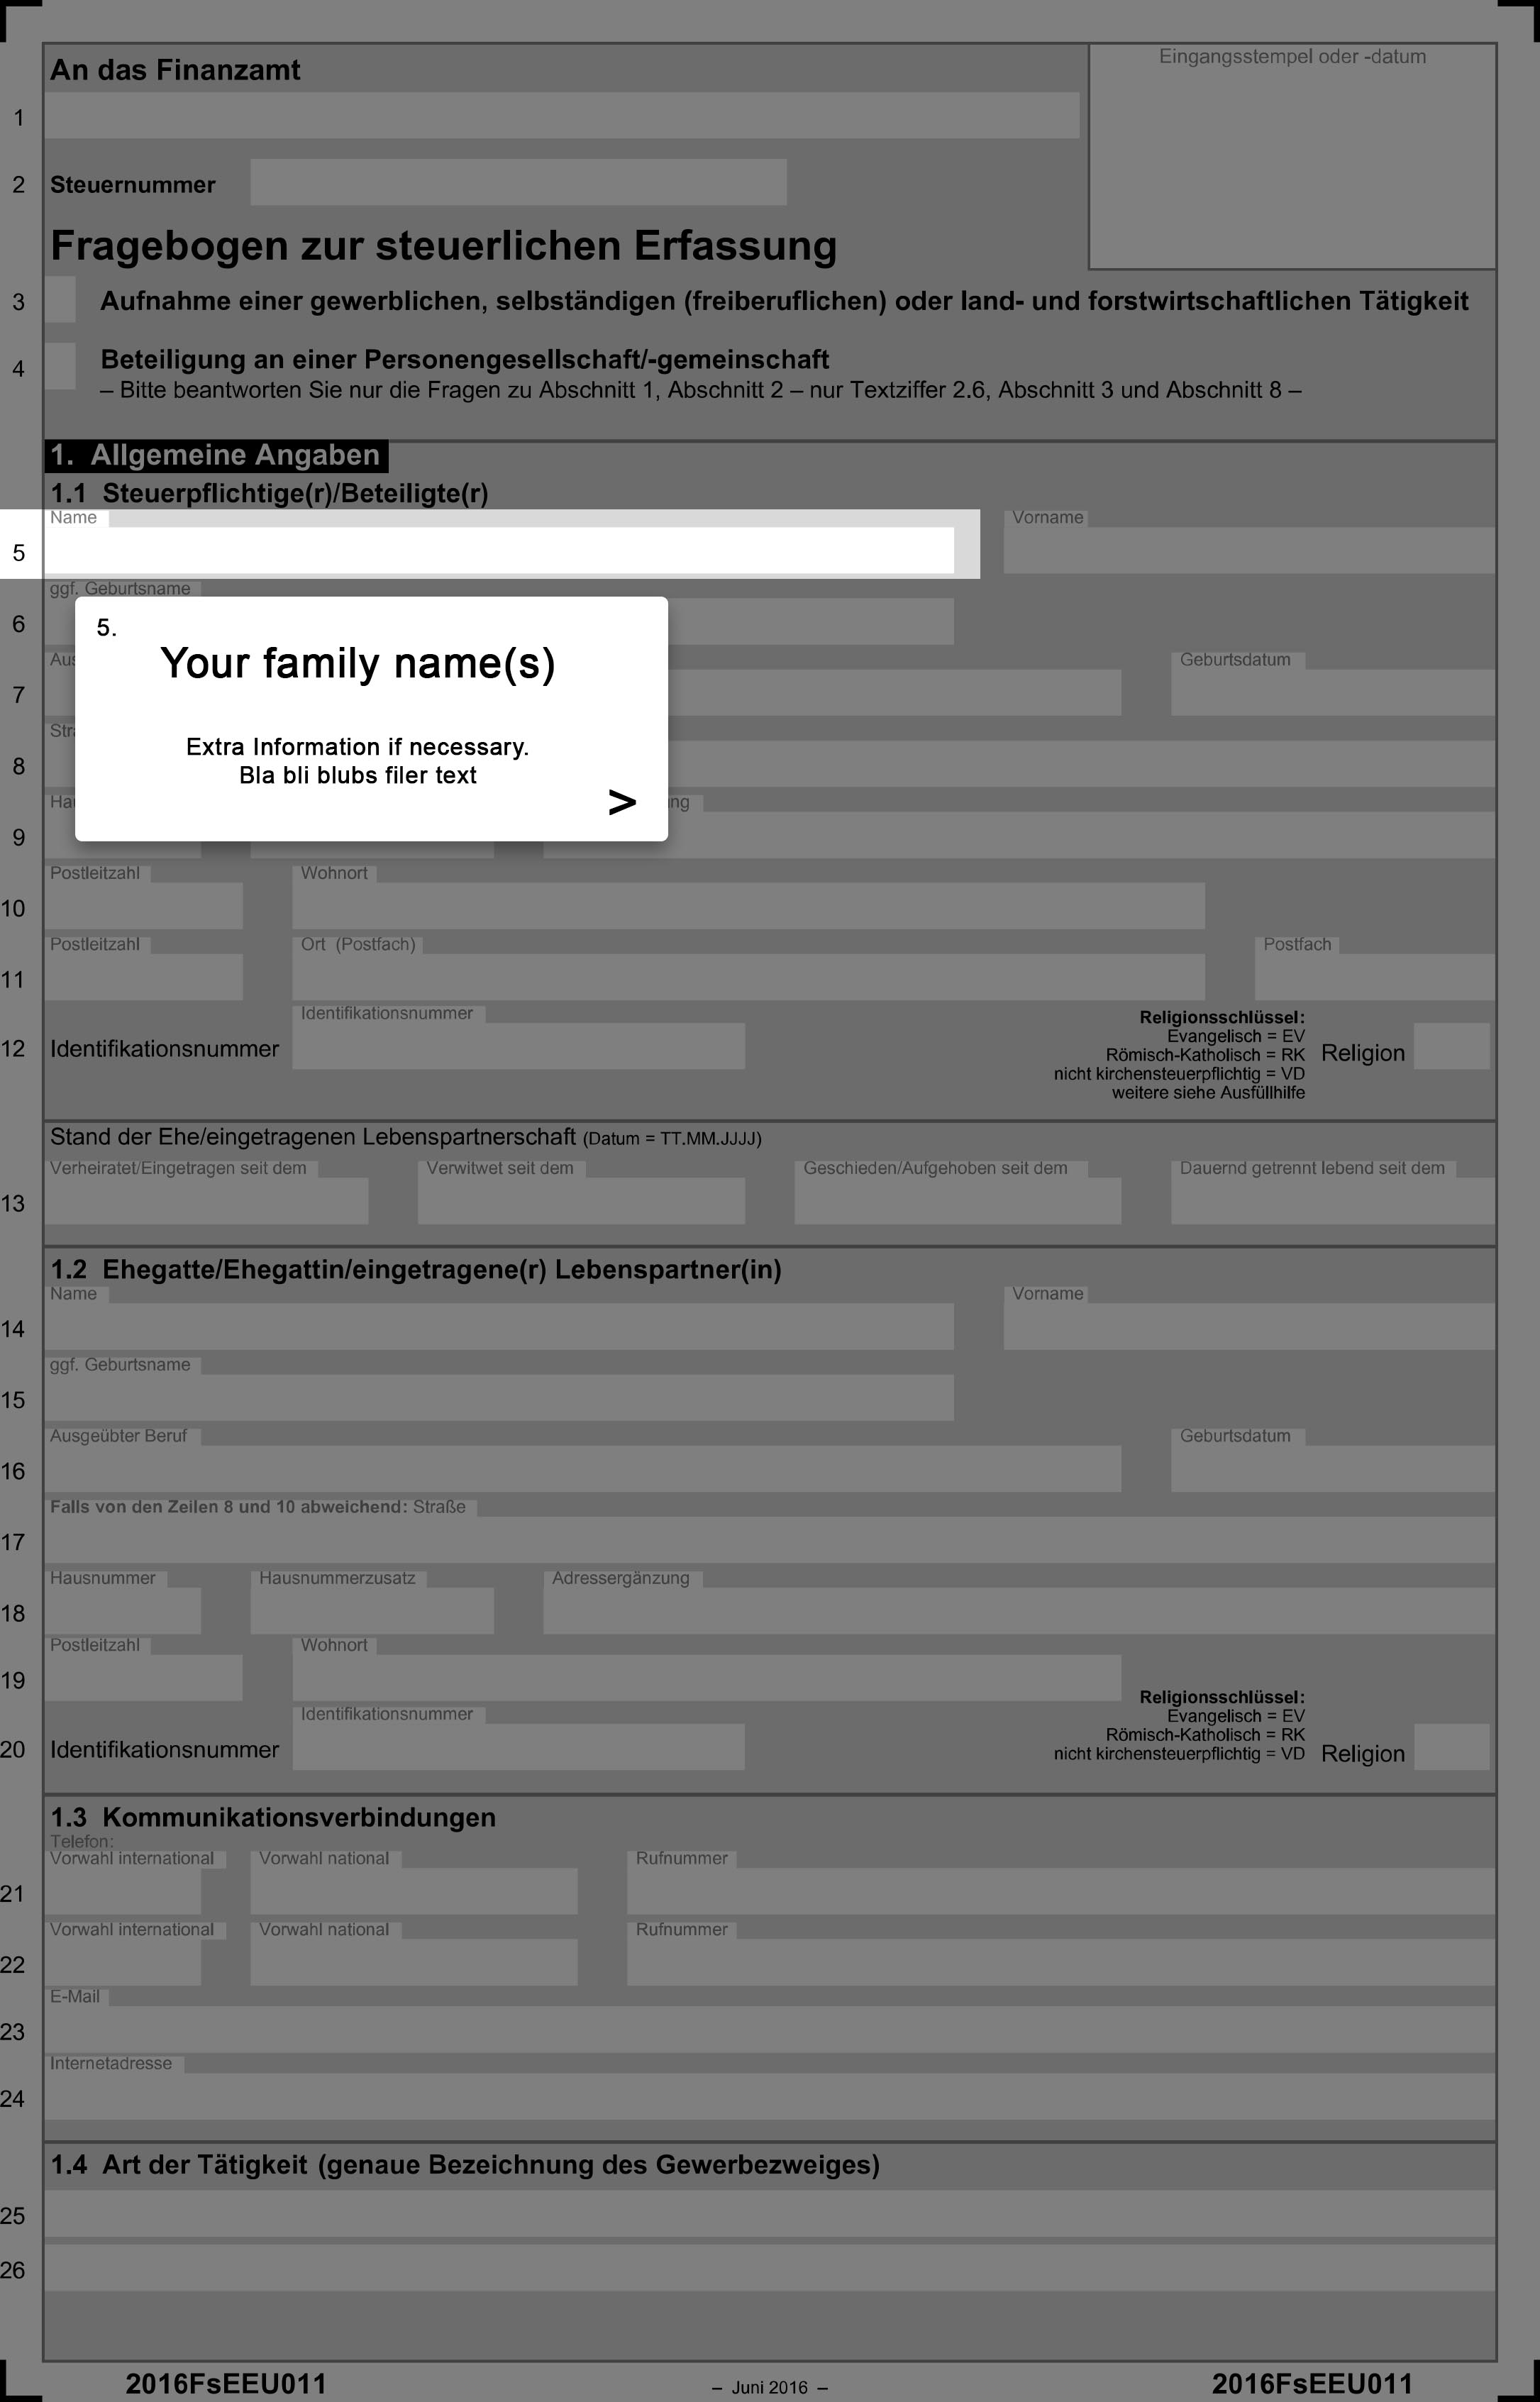 An das Finanzamt
Eingangsstempel oder -datum
1
2 Steuernummer
Fragebogen zur steuerlichen Erfassung
3 Aufnahme einer gewerblichen, selbständigen (freiberuflichen) oder land- und forstwirtschaftlichen Tätigkeit
4 Beteiligung an einer Personengesellschaft/-gemeinschaft
– Bitte beantworten Sie nur die Fragen zu Abschnitt 1, Abschnitt 2 – nur Textziffer 2.6, Abschnitt 3 und Abschnitt 8 –
1. Allgemeine Angaben
1.1 Steuerpflichtige(r)/Beteiligte(r)
Name Vorname
5
ggf. Geburtsname
6
5.
Your family name(s)
Geburtsdatum
7
Extra Information if necessary.
Bla bli blubs filer text
8
>
9
Postleitzahl Wohnort
10
Postleitzahl Ort (Postfach) Postfach
11
Identifikationsnummer
12 Identifikationsnummer
Religionsschlüssel:
Evangelisch = EV
Römisch-Katholisch = RK
nicht kirchensteuerpflichtig = VD
weitere siehe Ausfüllhilfe
Religion
Stand der Ehe/eingetragenen Lebenspartnerschaft (Datum = TT.MM.JJJJ)
Verheiratet/Eingetragen seit dem Verwitwet seit dem Geschieden/Aufgehoben seit dem Dauernd getrennt lebend seit dem
13
1.2 Ehegatte/Ehegattin/eingetragene(r) Lebenspartner(in)
Name Vorname
14
ggf. Geburtsname
15
Ausgeübter Beruf Geburtsdatum
16
Falls von den Zeilen 8 und 10 abweichend: Straße
17
Hausnummer Hausnummerzusatz Adressergänzung
18
Postleitzahl Wohnort
19
Identifikationsnummer
20 Identifikationsnummer
Religionsschlüssel:
Evangelisch = EV
Römisch-Katholisch = RK
nicht kirchensteuerpflichtig = VD
Religion
1.3 Kommunikationsverbindungen
Telefon:
Vorwahl international Vorwahl national Rufnummer
21
Vorwahl international Vorwahl national Rufnummer
22
E-Mail
23
Internetadresse
24
1.4 Art der Tätigkeit (genaue Bezeichnung des Gewerbezweiges)
25
26
2016FsEEU011 – Juni 2016 – 2016FsEEU011